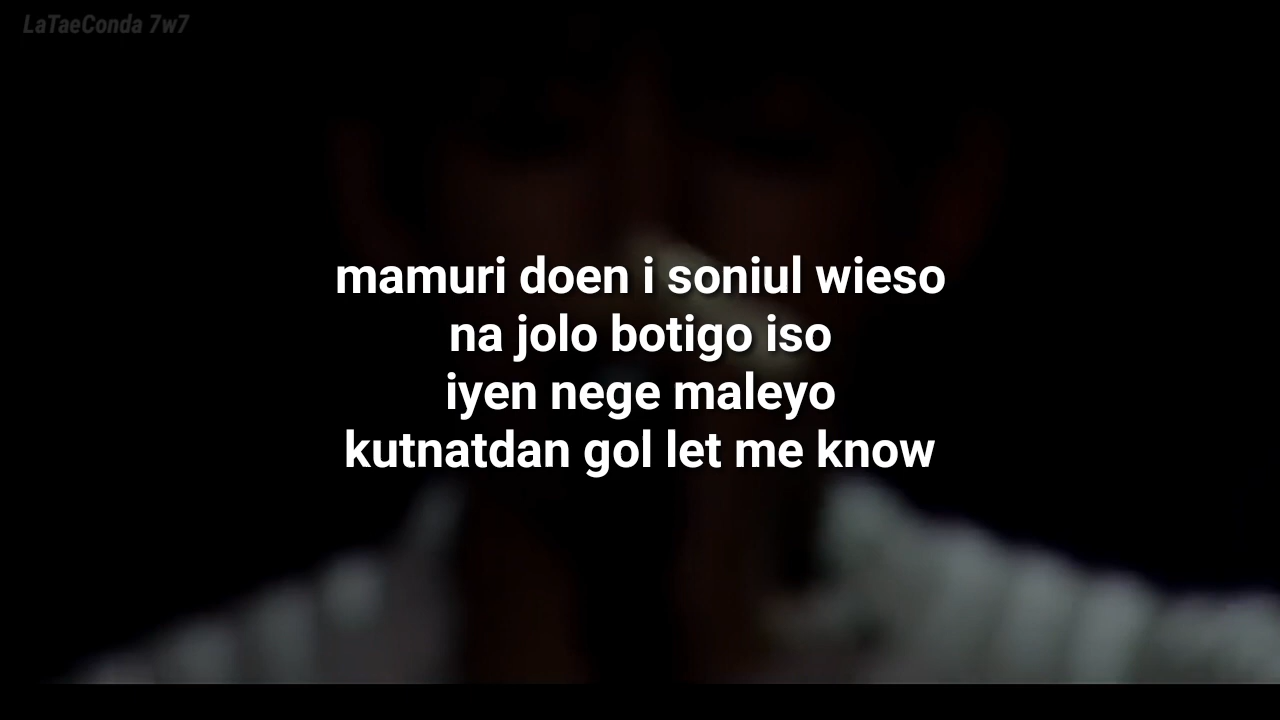 LaTaeConda 7w7
mamuri doen i soniul wieso
na jolo botigo iso
iyen nege maleyo
kutnatdan gol let me know